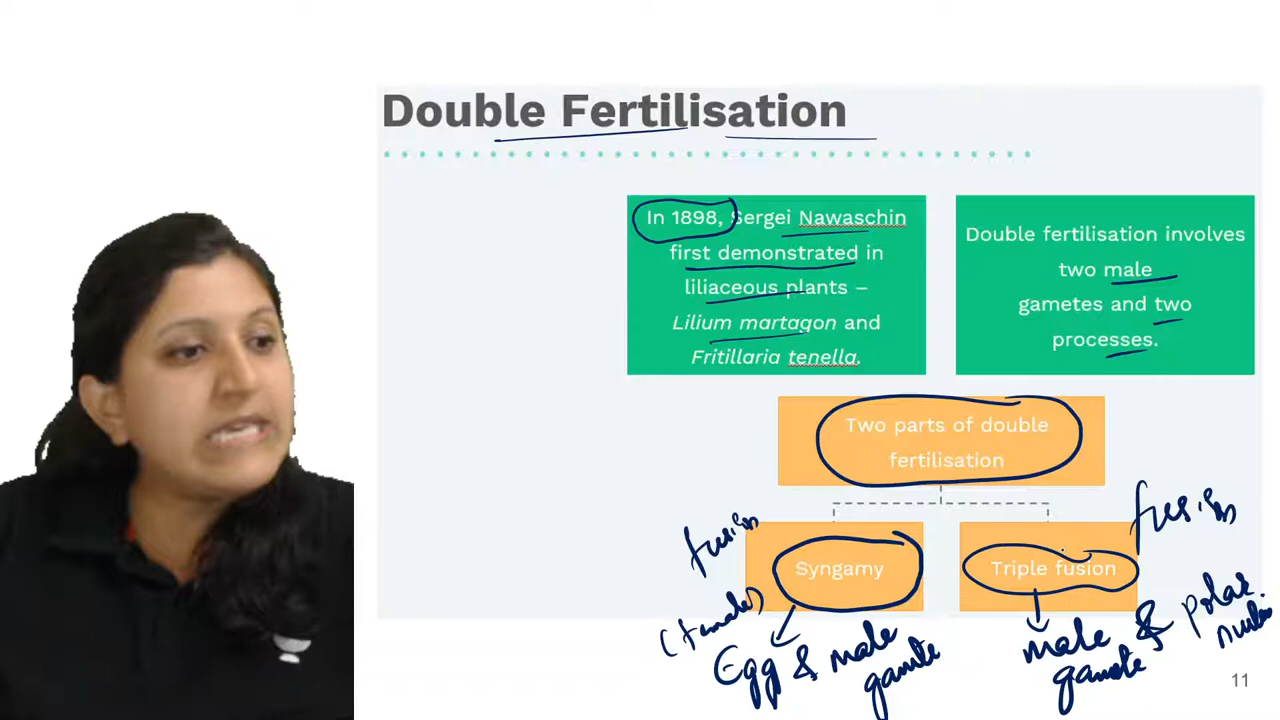 Double Fertilisation
In 1898, Sergei Nawaschin
first demonstrated in
liliaceous plants –
Lilium martagon and
Fritillaria tenella.
Double fertilisation involves
two male
gametes and two
processes.
Two parts of double
fertilisation
Syngamy
Triple fusion
fusion
fusion
(female)
Egg & male
gamete
male
gamete
& polar
nuclei
11